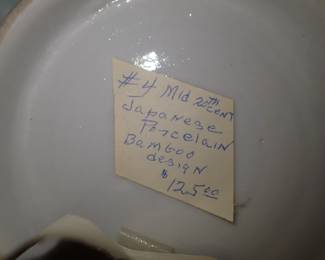 #4 Mid 20th CENT
Japanese
Porcelain
Bamboo
design
$ 125.00